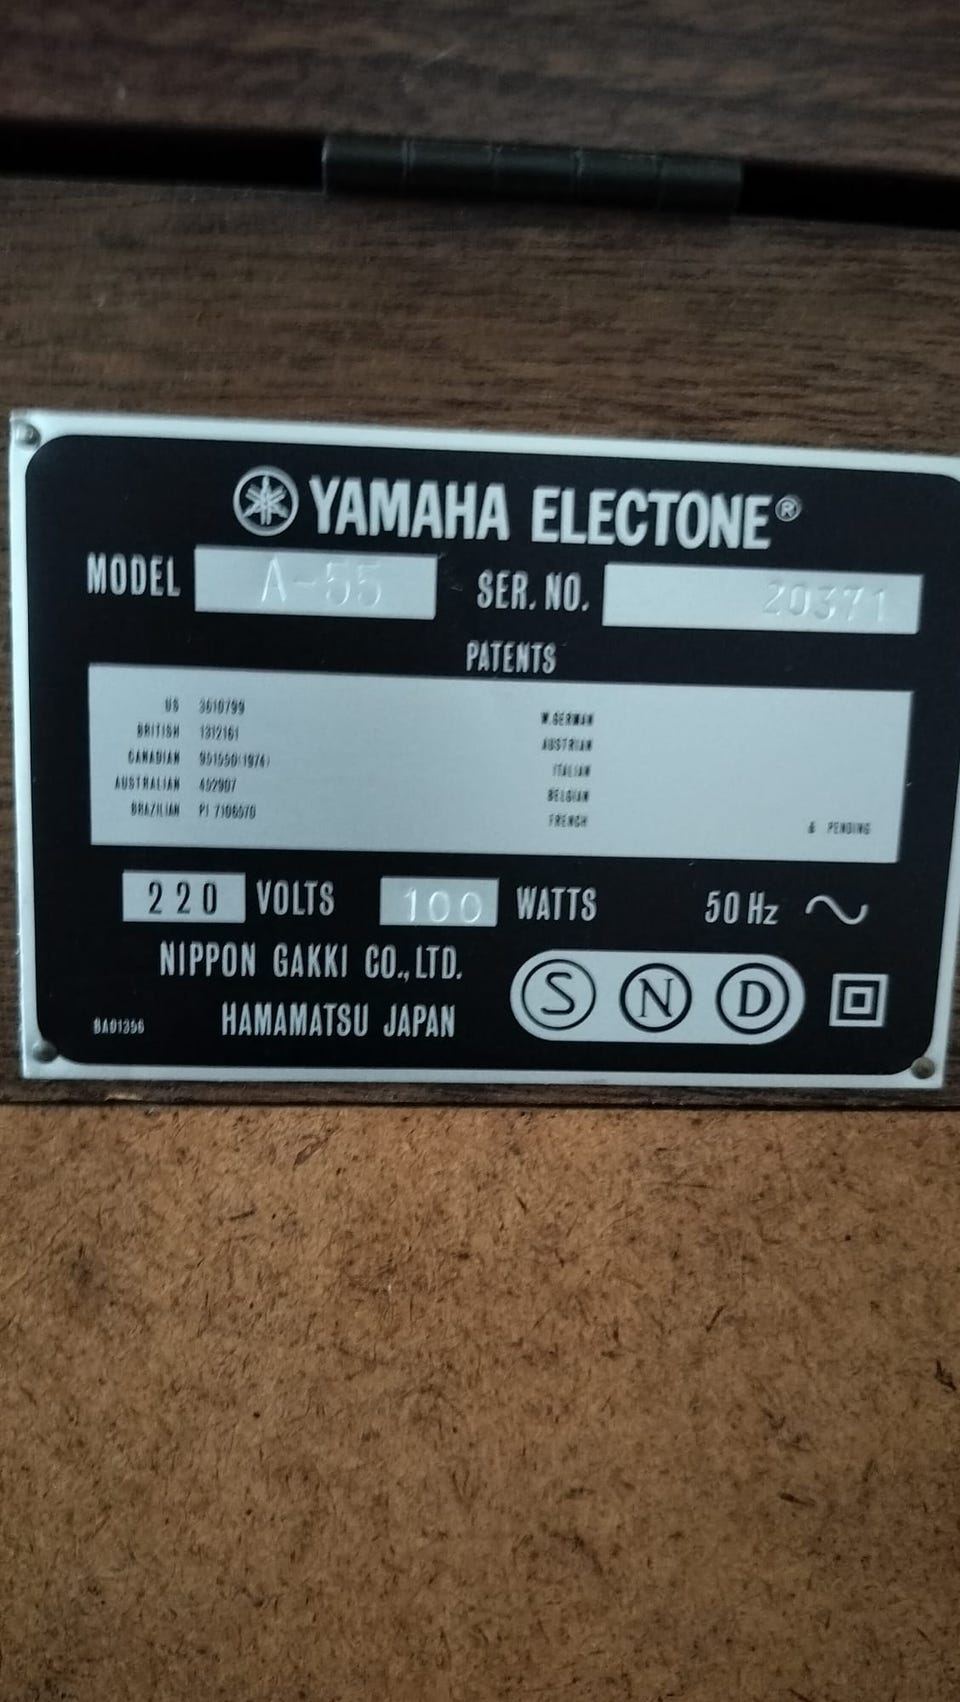 YAMAHA ELECTONE®
MODEL A-55 SER. NO. 20371
PATENTS
US 3610799 W.GERMAN
BRITISH 1312161 AUSTRIAN
CANADIAN 951550(1974) ITALIAN
AUSTRALIAN 452907 BELGIAN
BRAZILIAN PI 7106570 FRENCH & PENDING
220 VOLTS 100 WATTS 50 Hz
NIPPON GAKKI CO., LTD.
S N D
BA01356 HAMAMATSU JAPAN